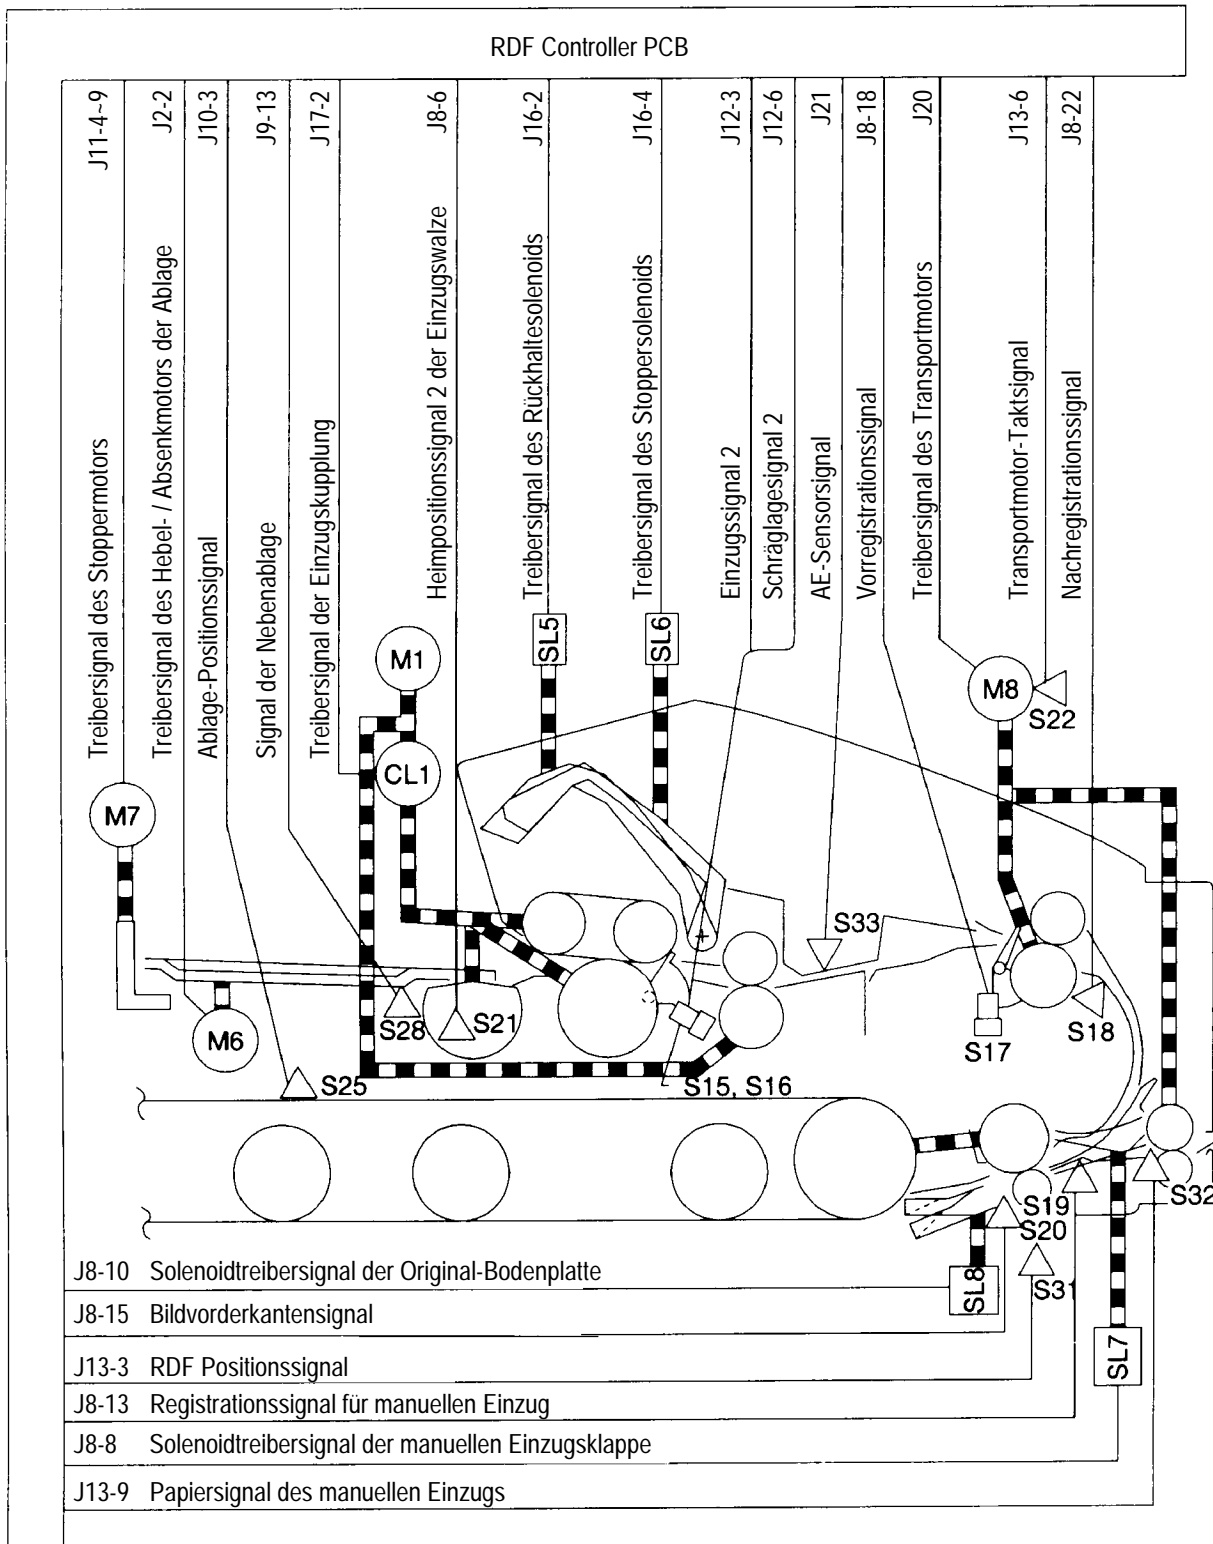 RDF Controller PCB
J11-4~9 Treibersignal des Stoppermotors
J2-2 Treibersignal des Hebel- / Absenkmotors der Ablage
J10-3 Ablage-Positionssignal
J9-13 Signal der Nebenablage
J17-2 Treibersignal der Einzugskupplung
J8-6 Heimpositionssignal 2 der Einzugswalze
J16-2 Treibersignal des Rückhaltesolenoids
J16-4 Treibersignal des Stoppersolenoids
J12-3 Einzugssignal 2
J12-6 Schräglagesignal 2
J21 AE-Sensorsignal
J8-18 Vorregistrationssignal
J20 Treibersignal des Transportmotors
J13-6 Transportmotor-Taktsignal
J8-22 Nachregistrationssignal
M1
SL5
SL6
M8
S22
CL1
M7
S33
S28
S21
M6
S17
S18
S25
S15, S16
S19
S32
S20
S31
SL8
SL7
J8-10 Solenoidtreibersignal der Original-Bodenplatte
J8-15 Bildvorderkantensignal
J13-3 RDF Positionssignal
J8-13 Registrationssignal für manuellen Einzug
J8-8 Solenoidtreibersignal der manuellen Einzugsklappe
J13-9 Papiersignal des manuellen Einzugs